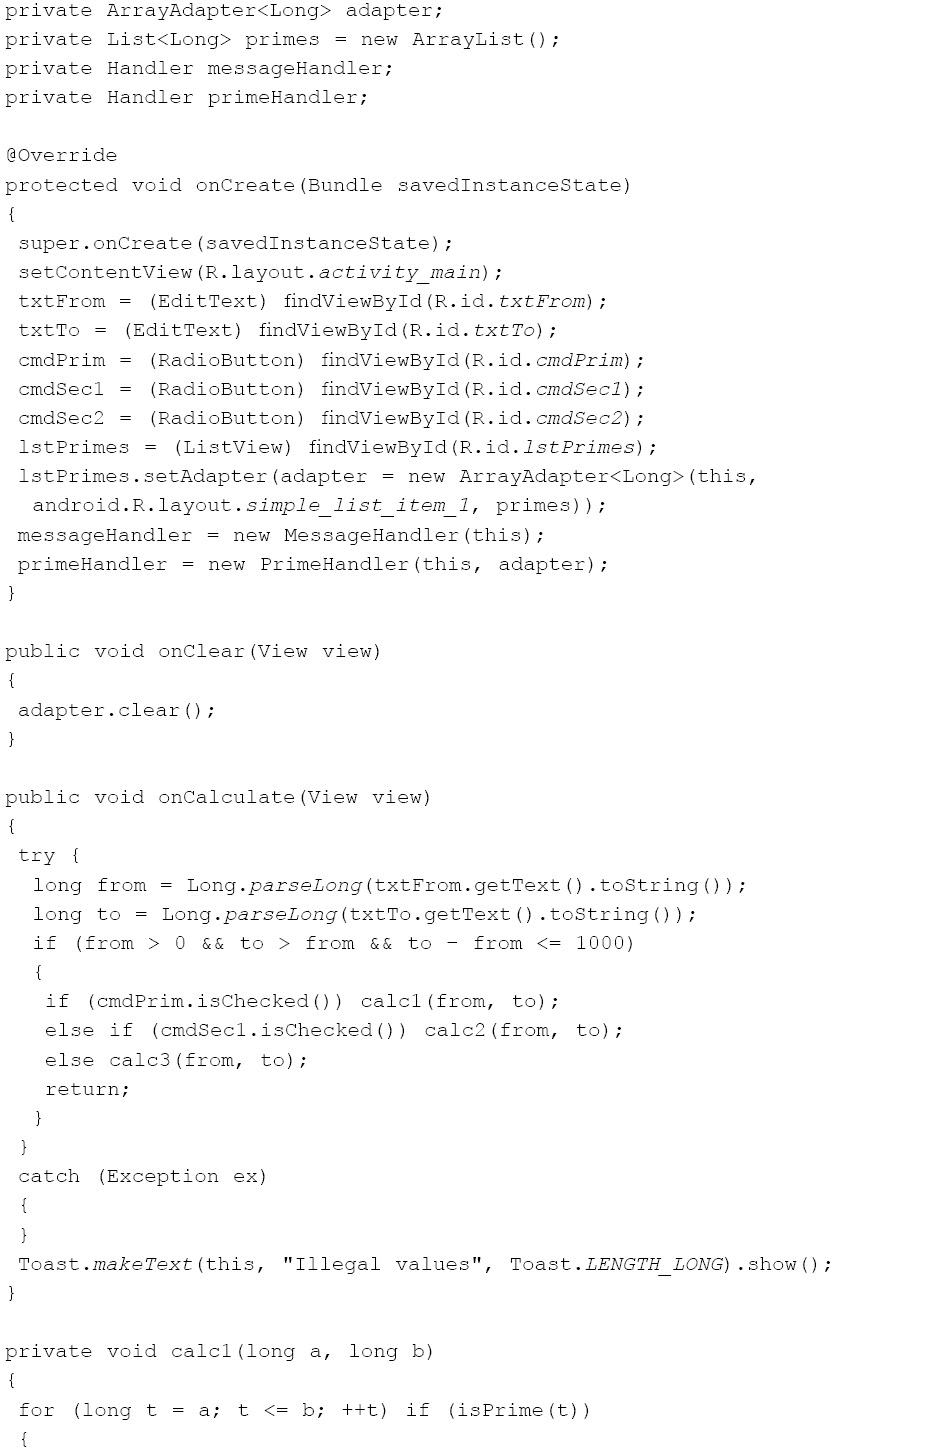 private ArrayAdapter<Long> adapter;
private List<Long> primes = new ArrayList();
private Handler messageHandler;
private Handler primeHandler;

@Override
protected void onCreate(Bundle savedInstanceState)
{
 super.onCreate(savedInstanceState);
 setContentView(R.layout.activity_main);
 txtFrom = (EditText) findViewById(R.id.txtFrom);
 txtTo = (EditText) findViewById(R.id.txtTo);
 cmdPrim = (RadioButton) findViewById(R.id.cmdPrim);
 cmdSec1 = (RadioButton) findViewById(R.id.cmdSec1);
 cmdSec2 = (RadioButton) findViewById(R.id.cmdSec2);
 lstPrimes = (ListView) findViewById(R.id.lstPrimes);
 lstPrimes.setAdapter(adapter = new ArrayAdapter<Long>(this,
  android.R.layout.simple_list_item_1, primes));
 messageHandler = new MessageHandler(this);
 primeHandler = new PrimeHandler(this, adapter);
}

public void onClear(View view)
{
 adapter.clear();
}

public void onCalculate(View view)
{
 try {
  long from = Long.parseLong(txtFrom.getText().toString());
  long to = Long.parseLong(txtTo.getText().toString());
  if (from > 0 && to > from && to – from <= 1000)
  {
   if (cmdPrim.isChecked()) calc1(from, to);
   else if (cmdSec1.isChecked()) calc2(from, to);
   else calc3(from, to);
   return;
  }
 }
 catch (Exception ex)
 {
 }
 Toast.makeText(this, "Illegal values", Toast.LENGTH_LONG).show();
}

private void calc1(long a, long b)
{
 for (long t = a; t <= b; ++t) if (isPrime(t))
 {